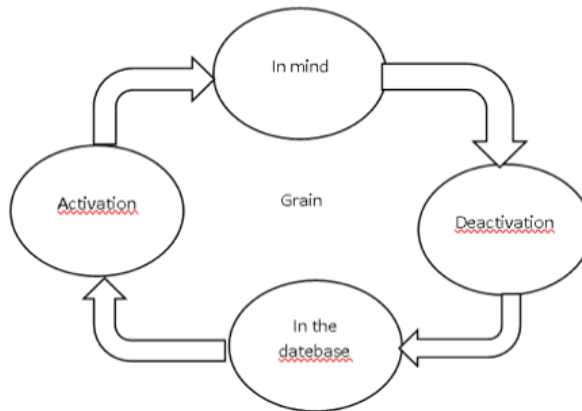 In mind
Activation
Grain
Deactivation
In the
datebase